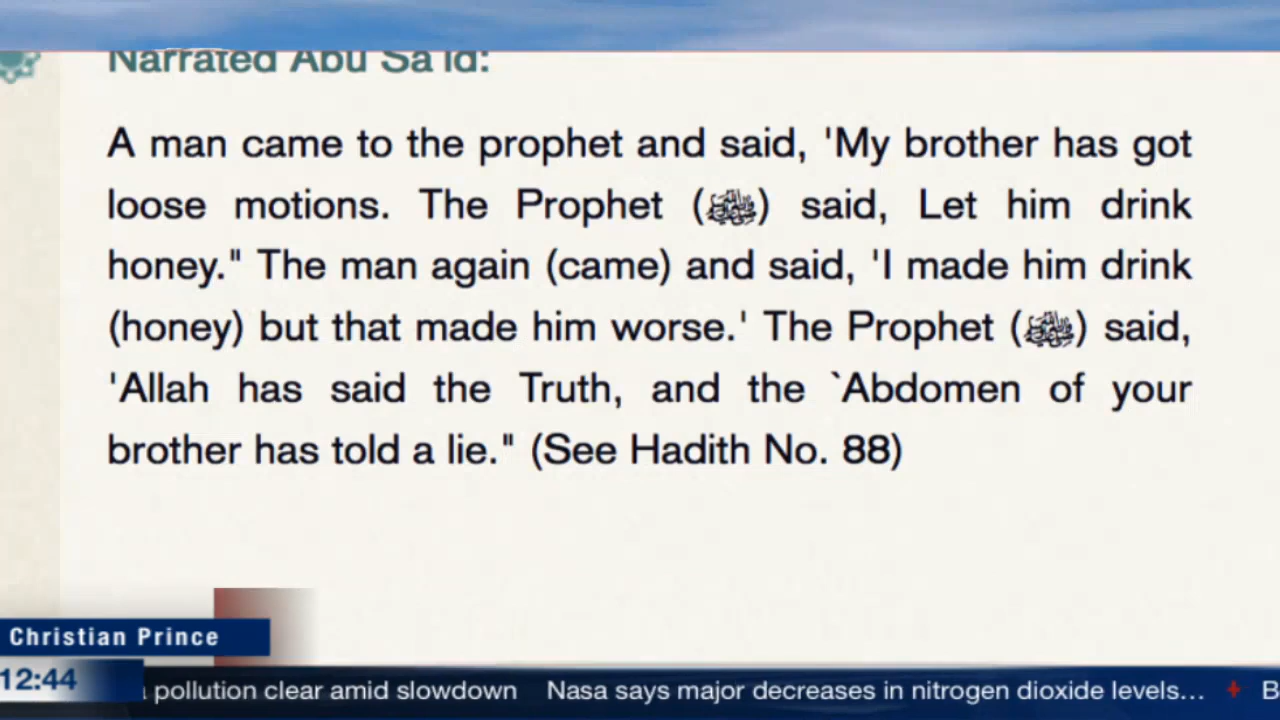 Narrated Abu Sa'id:
A man came to the prophet and said, 'My brother has got
loose motions. The Prophet (ﷺ) said, Let him drink
honey." The man again (came) and said, 'I made him drink
(honey) but that made him worse.' The Prophet (ﷺ) said,
'Allah has said the Truth, and the `Abdomen of your
brother has told a lie." (See Hadith No. 88)
Christian Prince
12:44
pollution clear amid slowdown Nasa says major decreases in nitrogen dioxide levels... B